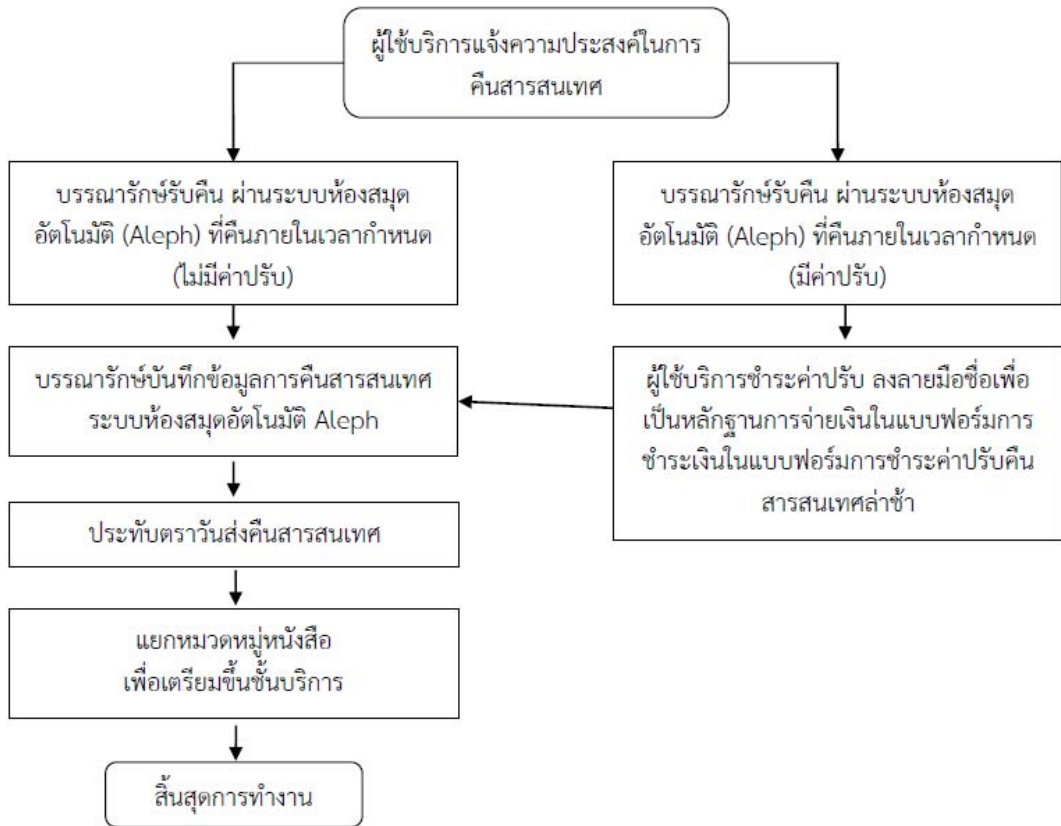 ผู้ใช้บริการแจ้งความประสงค์ในการ
คืนสารสนเทศ
บรรณารักษ์รับคืน ผ่านระบบห้องสมุด
อัตโนมัติ (Aleph) ที่คืนภายในเวลากำหนด
(ไม่มีค่าปรับ)
บรรณารักษ์รับคืน ผ่านระบบห้องสมุด
อัตโนมัติ (Aleph) ที่คืนภายในเวลากำหนด
(มีค่าปรับ)
บรรณารักษ์บันทึกข้อมูลการคืนสารสนเทศ
ระบบห้องสมุดอัตโนมัติ Aleph
ผู้ใช้บริการชำระค่าปรับ ลงลายมือชื่อเพื่อ
เป็นหลักฐานการจ่ายเงินในแบบฟอร์มการ
ชำระเงินในแบบฟอร์มการชำระค่าปรับคืน
สารสนเทศล่าช้า
ประทับตราวันส่งคืนสารสนเทศ
แยกหมวดหมู่หนังสือ
เพื่อเตรียมขึ้นชั้นบริการ
สิ้นสุดการทำงาน